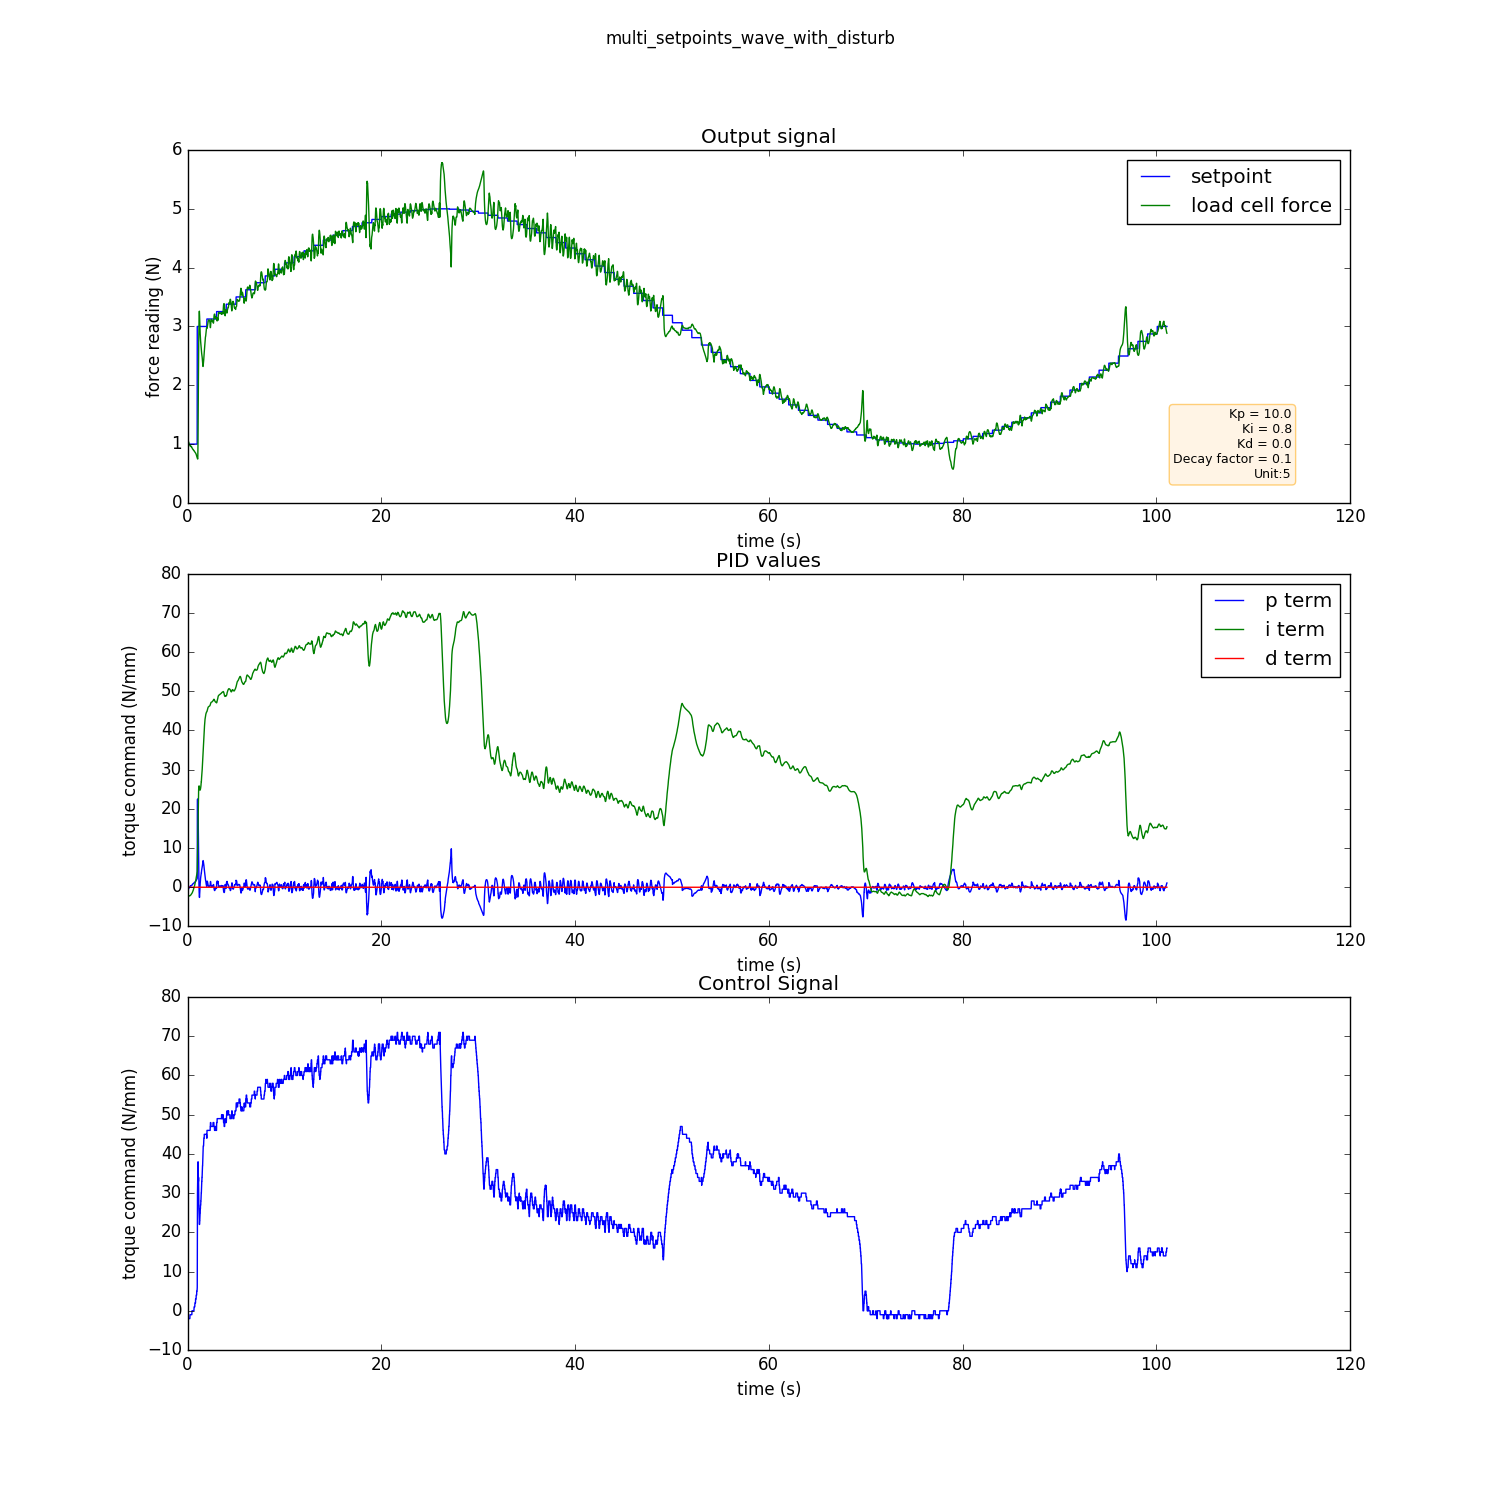 multi_setpoints_wave_with_disturb
Output signal
force reading (N)
6
5
4
3
2
1
0
setpoint
load cell force
Kp = 10.0
Ki = 0.8
Kd = 0.0
Decay factor = 0.1
Unit:5
0 20 40 60 80 100 120
time (s)
PID values
torque command (N/mm)
80
70
60
50
40
30
20
10
0
−10
p term
i term
d term
0 20 40 60 80 100 120
time (s)
Control Signal
torque command (N/mm)
80
70
60
50
40
30
20
10
0
−10
0 20 40 60 80 100 120
time (s)